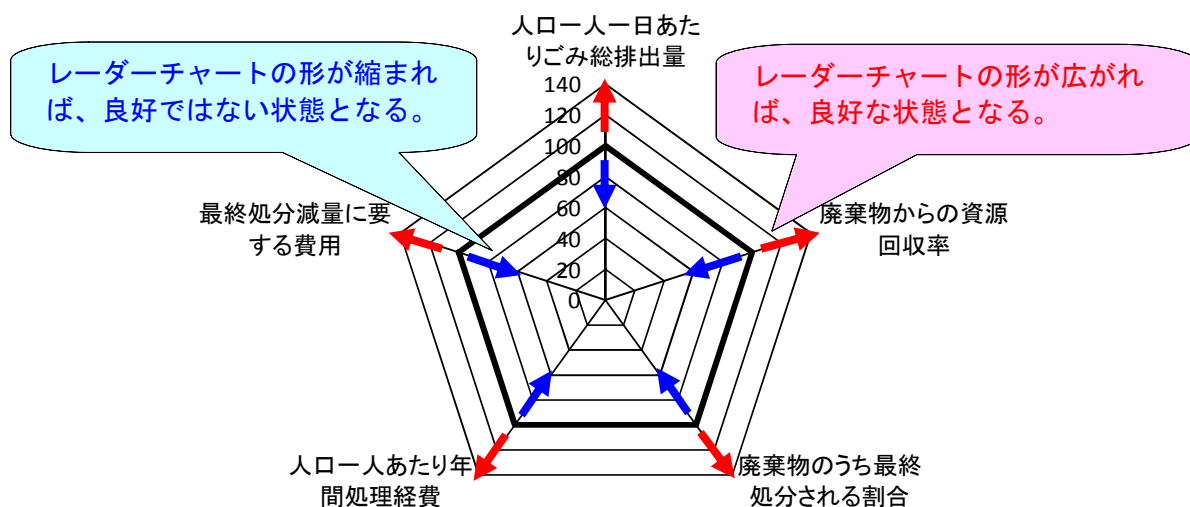 人口一人一日あた
りごみ総排出量
レーダーチャートの形が縮まれ
ば、良好ではない状態となる。
レーダーチャートの形が広がれ
ば、良好な状態となる。
140
120
100
80
60
40
20
0
最終処分減量に要
する費用
廃棄物からの資源
回収率
人口一人あたり年
間処理経費
廃棄物のうち最終
処分される割合